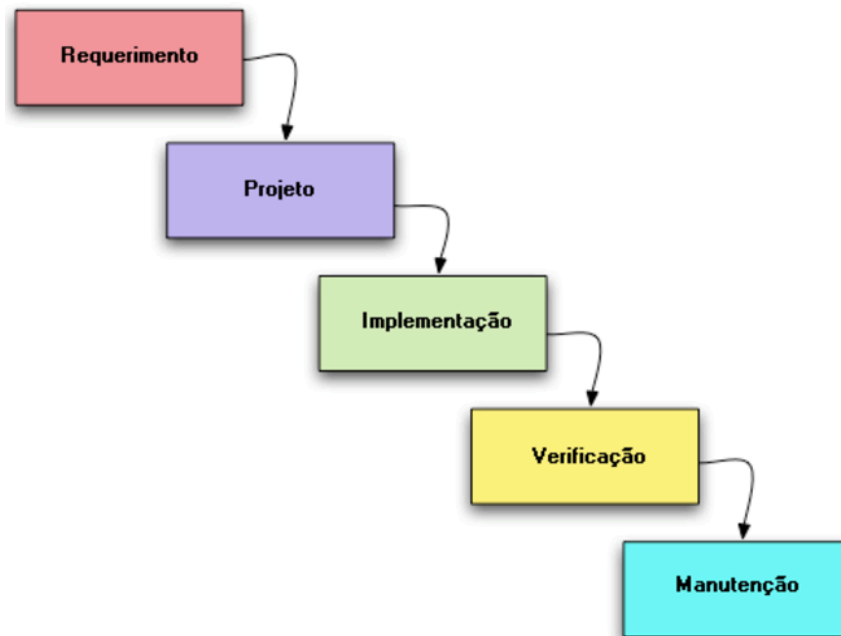 Requerimento
Projeto
Implementação
Verificação
Manutenção